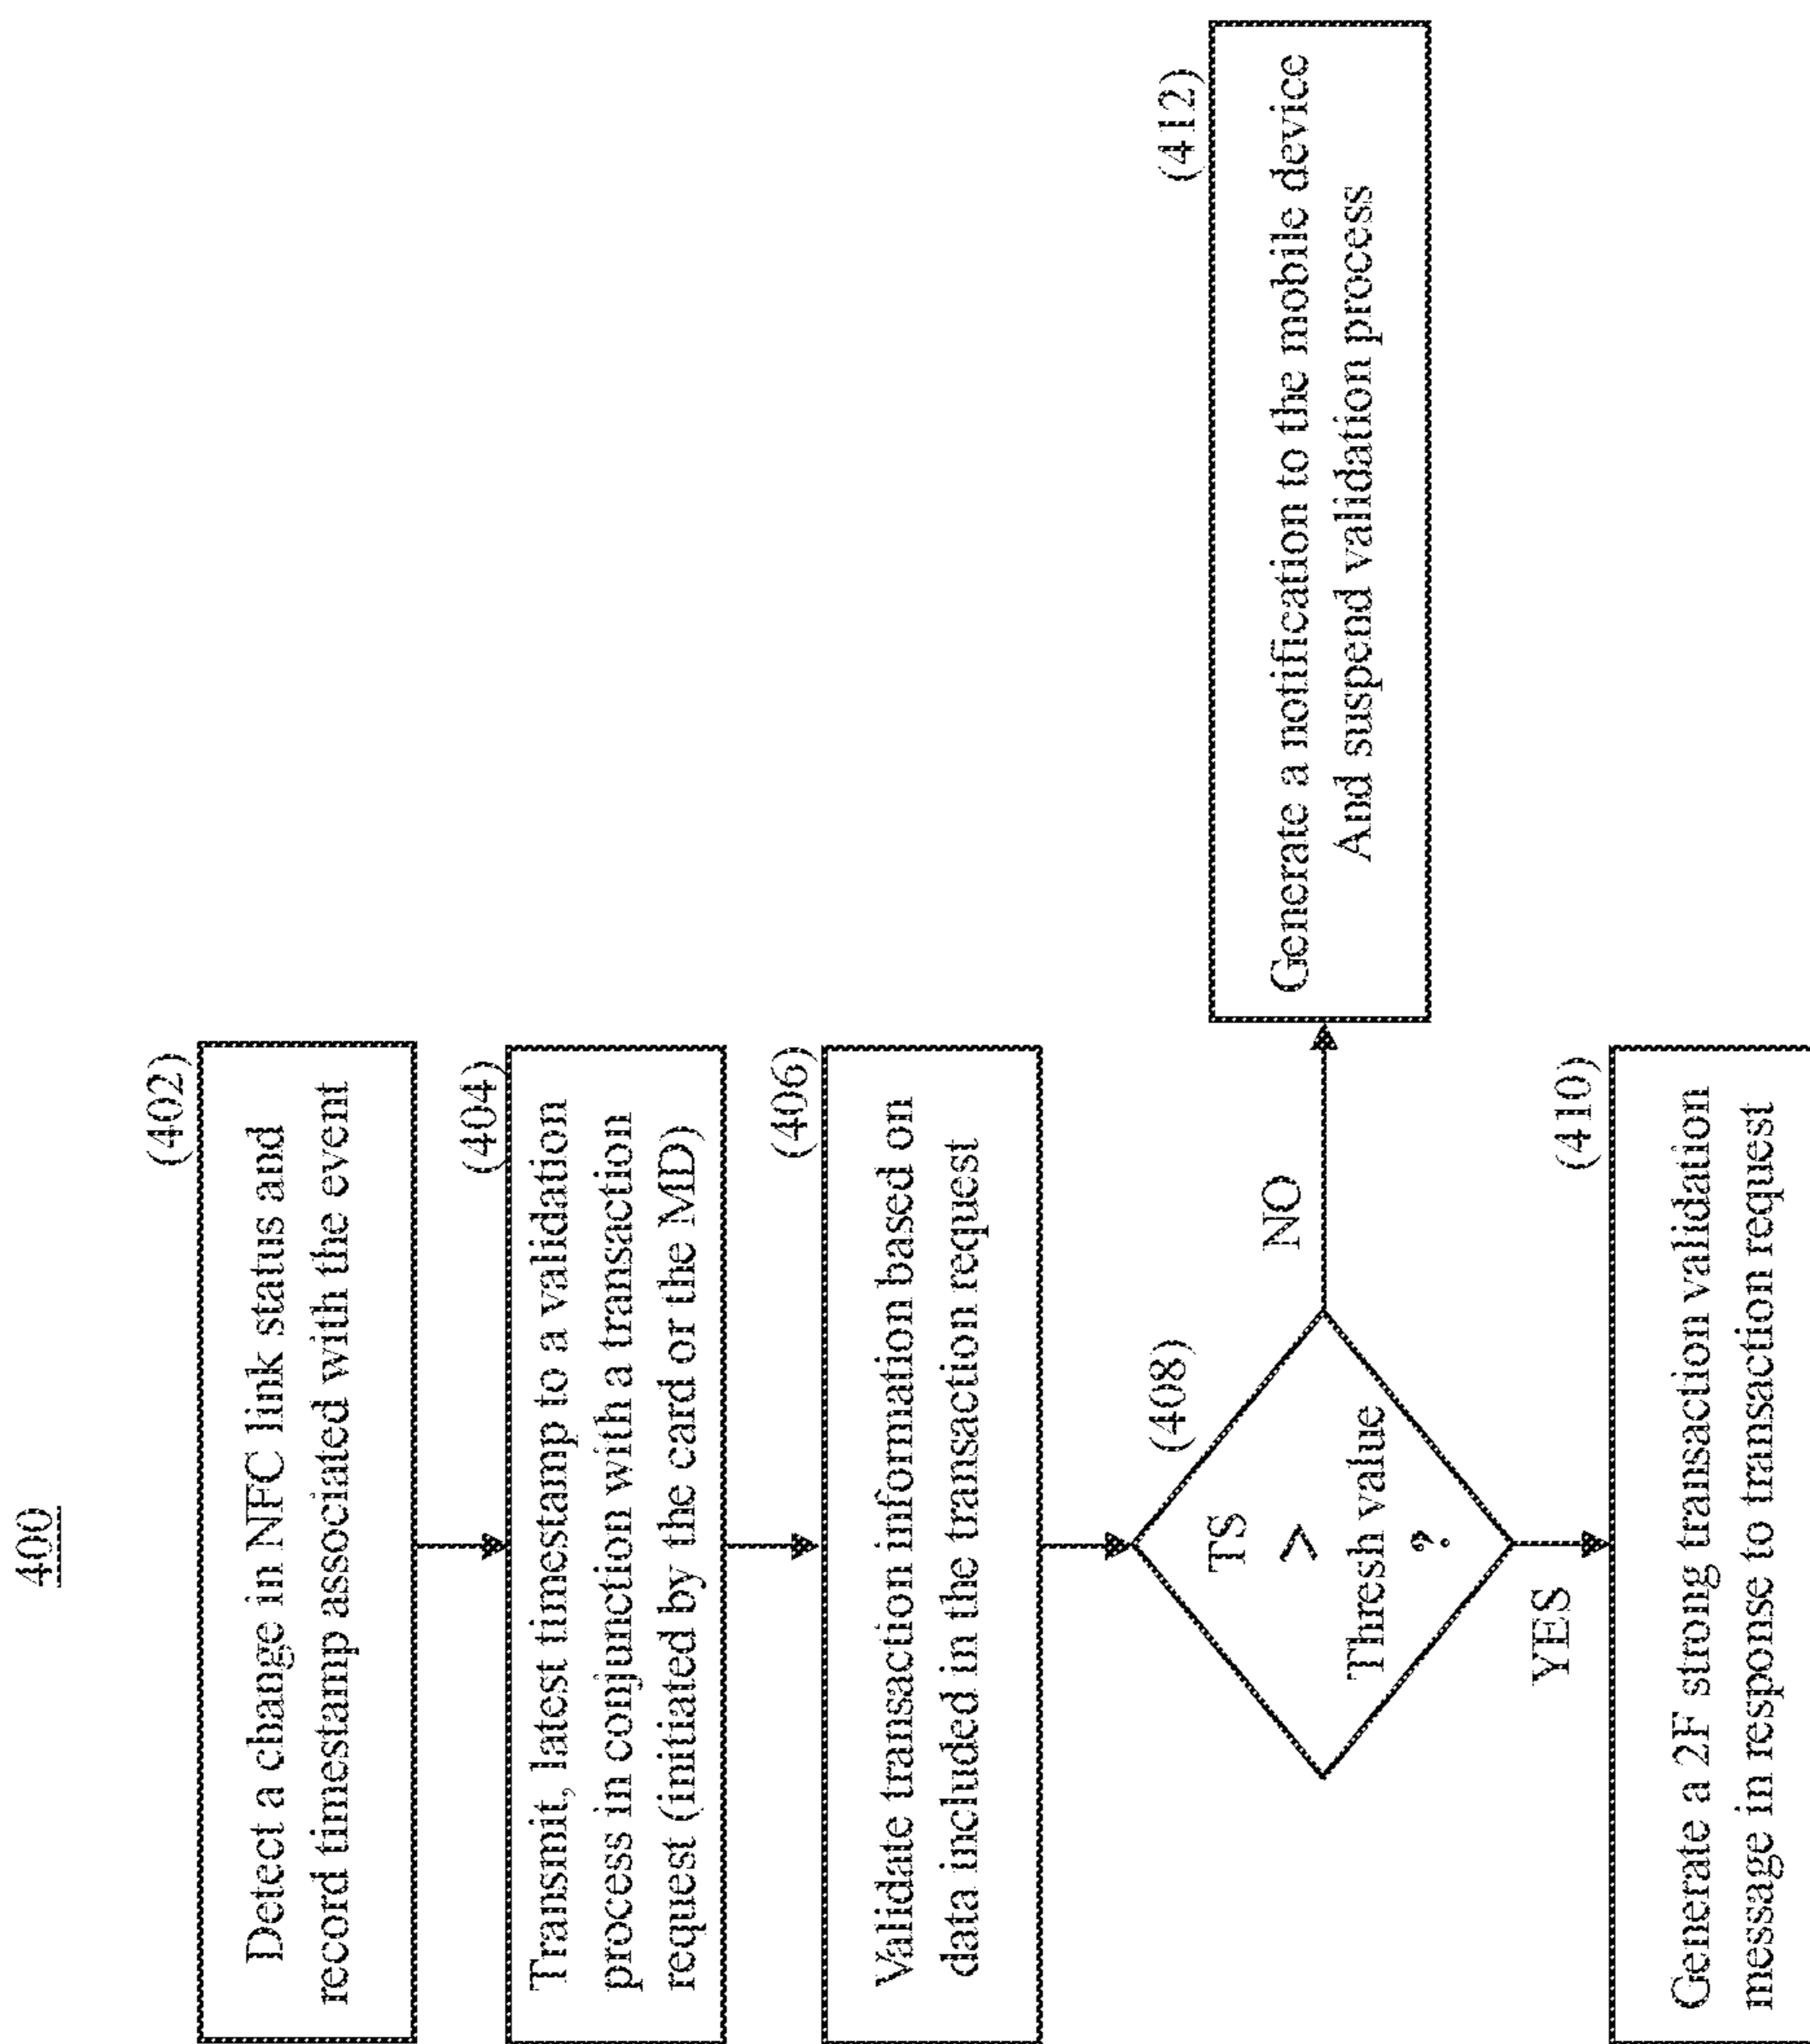 400
(402)
Detect a change in NFC link status and
record timestamp associated with the event
(404)
Transmit, latest timestamp to a validation
process in conjunction with a transaction
request (initiated by the card or the MD)
(406)
Validate transaction information based on
data included in the transaction request
(408)
TS
>
Thresh value
?
NO
(412)
Generate a notification to the mobile device
And suspend validation process
YES
(410)
Generate a 2F strong transaction validation
message in response to transaction request